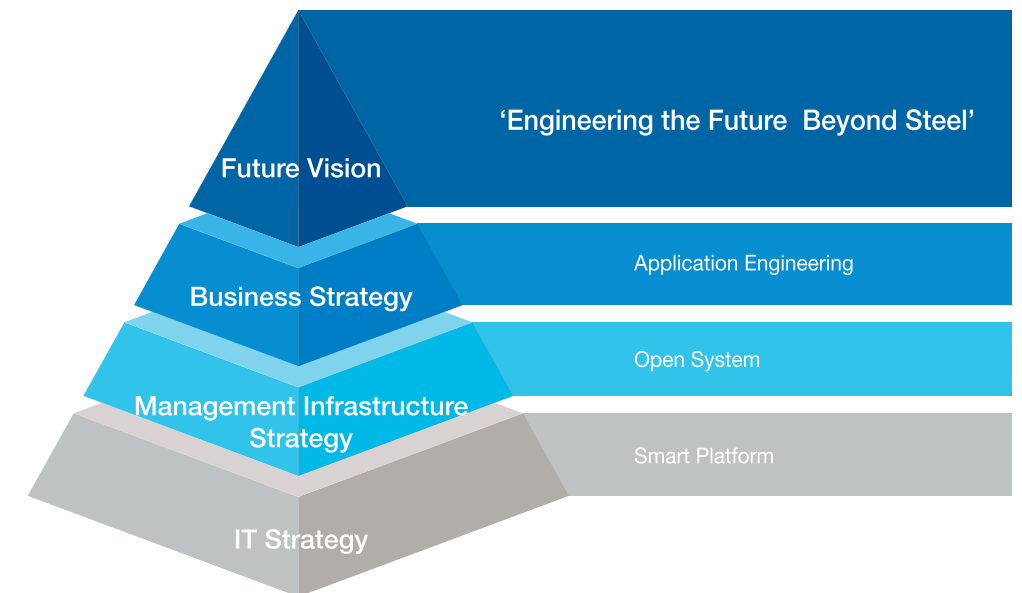 ‘Engineering the Future  Beyond Steel’
Future Vision
Application Engineering
Business Strategy
Open System
Management Infrastructure
Strategy
Smart Platform
IT Strategy